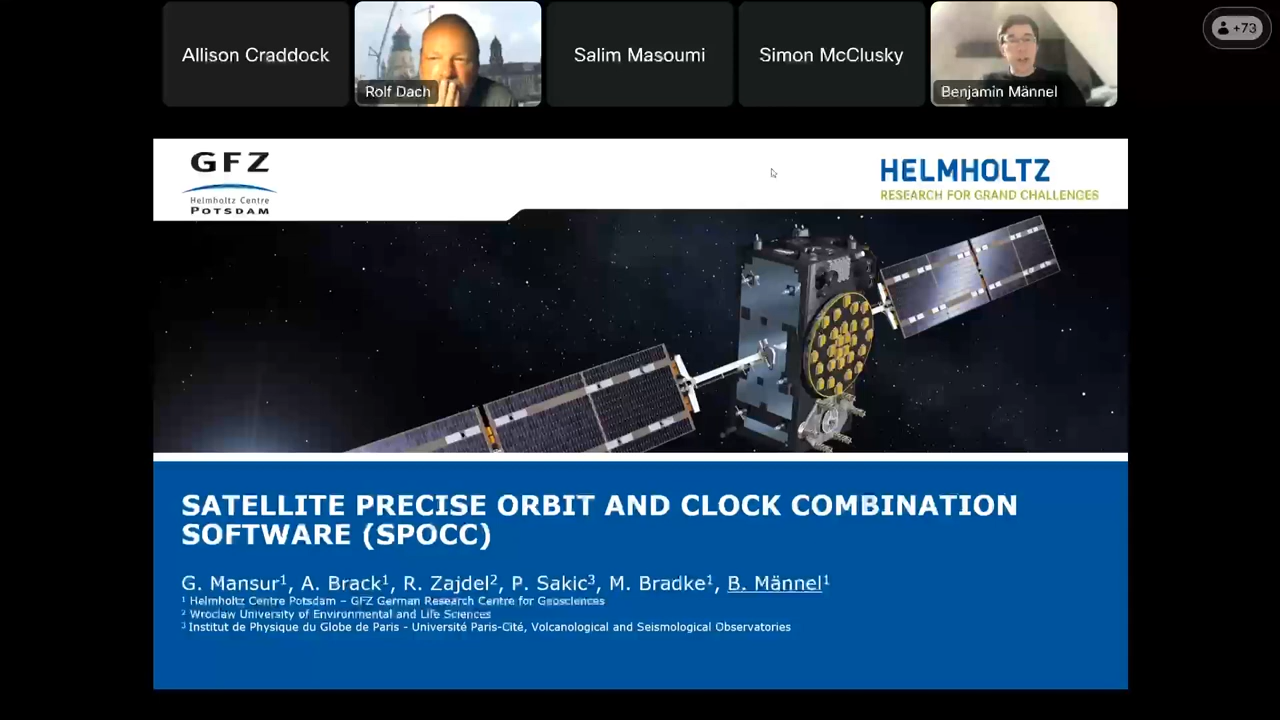 Allison Craddock
Rolf Dach
Salim Masoumi
Simon McClusky
Benjamin Männel
+73
GFZ
Helmholtz Centre
POTSDAM
HELMHOLTZ
RESEARCH FOR GRAND CHALLENGES
SATELLITE PRECISE ORBIT AND CLOCK COMBINATION
SOFTWARE (SPOCC)
G. Mansur¹, A. Brack¹, R. Zajdel², P. Sakic³, M. Bradke¹, B. Männel¹
¹ Helmholtz Centre Potsdam – GFZ German Research Centre for Geosciences
² Wroclaw University of Environmental and Life Sciences
³ Institut de Physique du Globe de Paris - Université Paris-Cité, Volcanological and Seismological Observatories